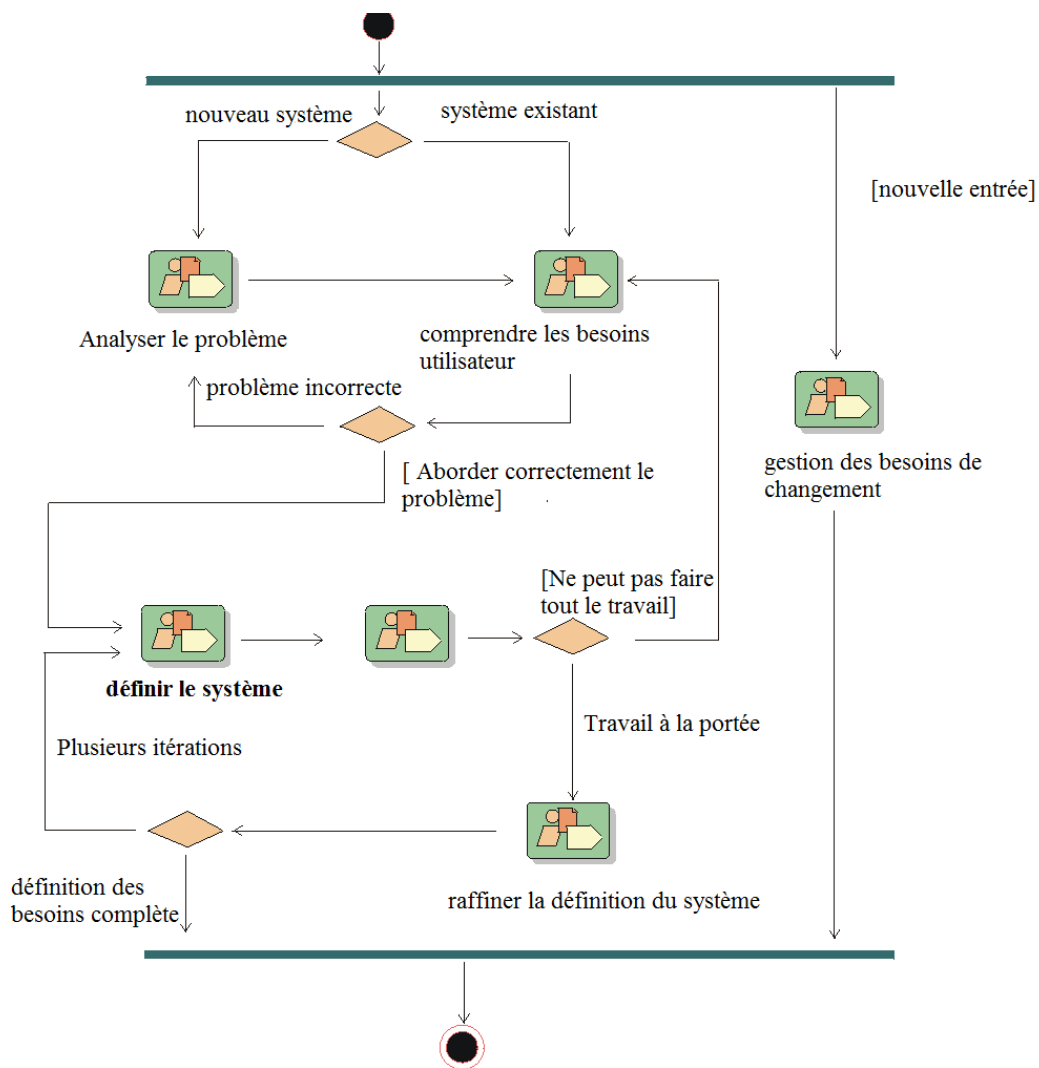 nouveau système
système existant
[nouvelle entrée]
Analyser le problème
comprendre les besoins
utilisateur
problème incorrecte
[ Aborder correctement le
problème]
gestion des besoins de
changement
[Ne peut pas faire
tout le travail]
définir le système
Travail à la portée
Plusieurs itérations
définition des
besoins complète
raffiner la définition du système